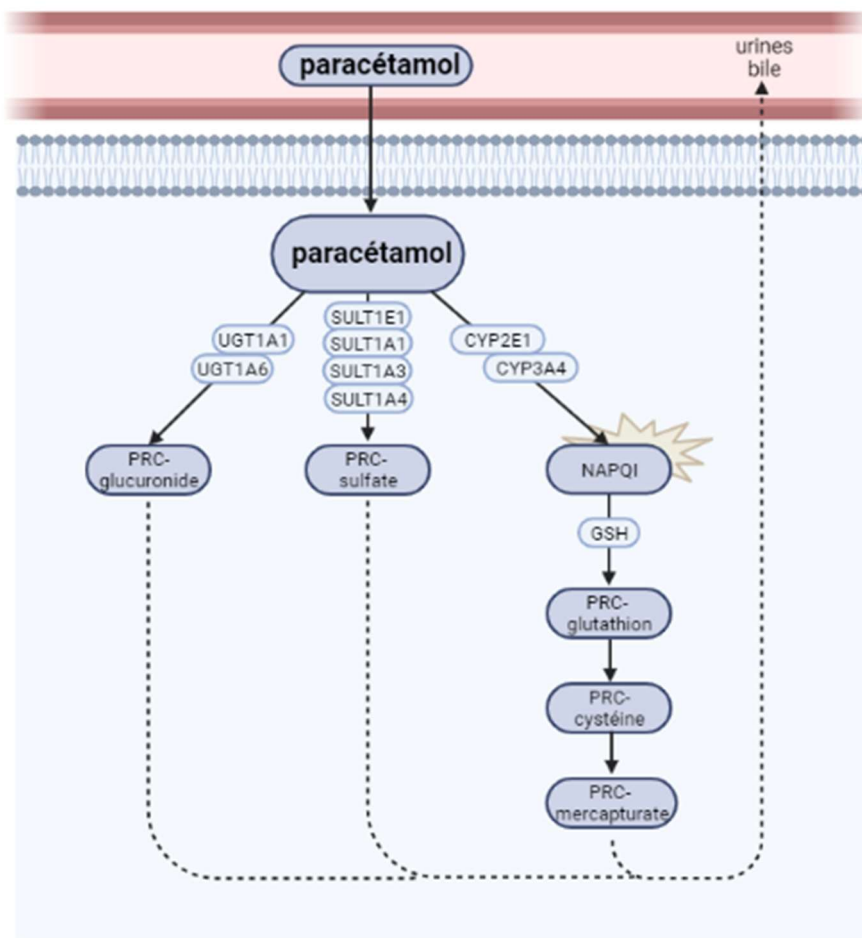 paracétamol
urines
bile
paracétamol
UGT1A1
UGT1A6
SULT1E1
SULT1A1
SULT1A3
SULT1A4
CYP2E1
CYP3A4
PRC-
glucuronide
PRC-
sulfate
NAPQI
GSH
PRC-
glutathion
PRC-
cystéine
PRC-
mercapturate